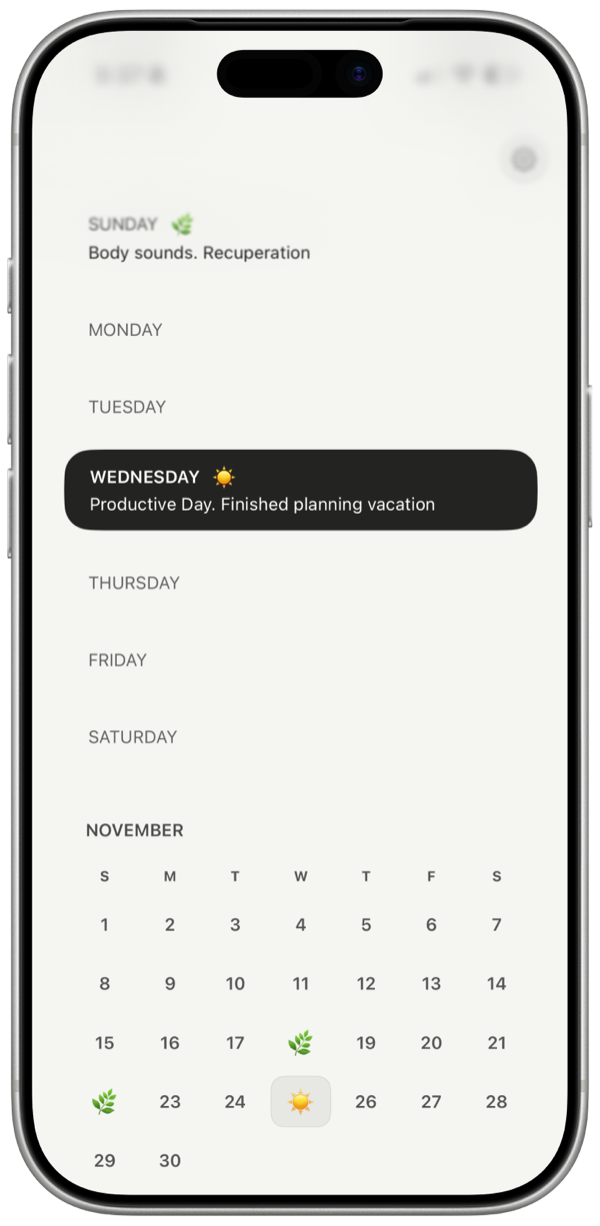 SUNDAY 🌿
Body sounds. Recuperation
MONDAY
TUESDAY
WEDNESDAY ☀️
Productive Day. Finished planning vacation
THURSDAY
FRIDAY
SATURDAY
NOVEMBER
S M T W T F S
1 2 3 4 5 6 7
8 9 10 11 12 13 14
15 16 17 🌿 19 20 21
🌿 23 24 ☀️ 26 27 28
29 30